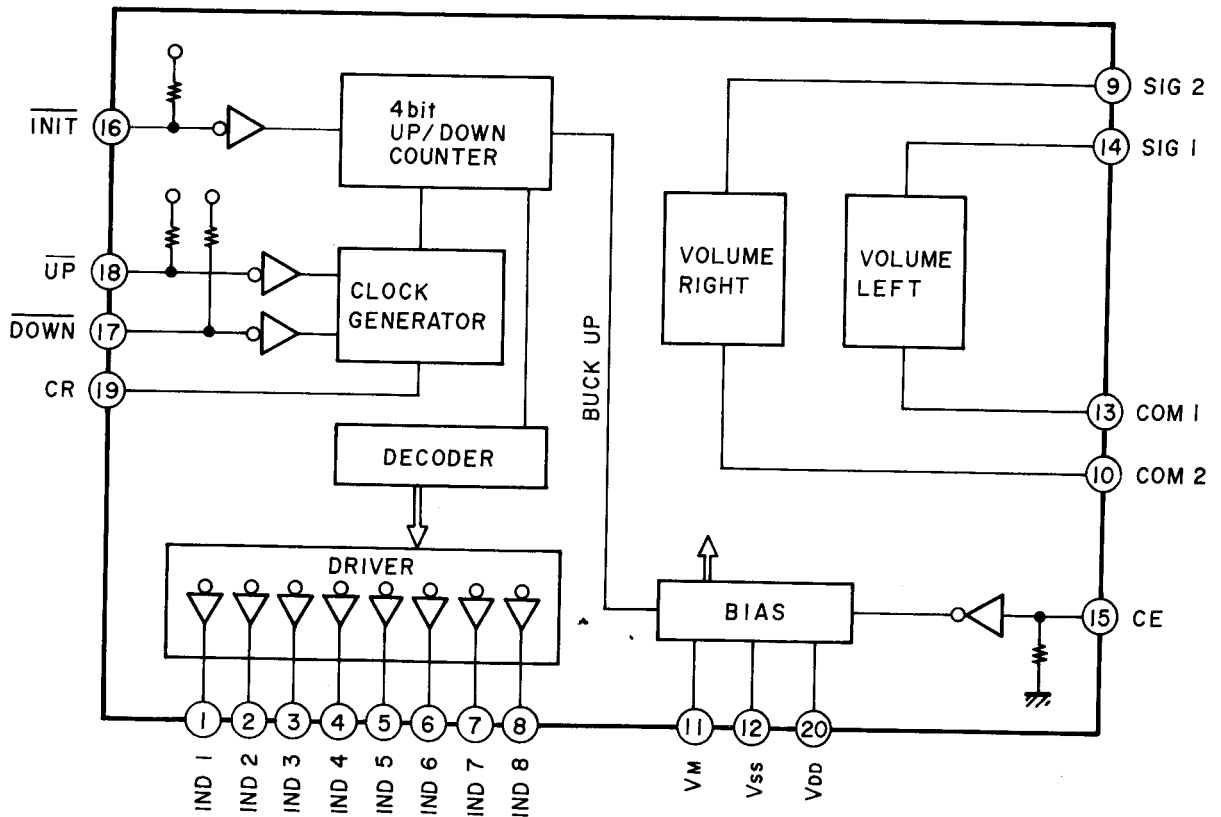 INIT
16
4bit
UP/DOWN
COUNTER
9
SIG 2
14
SIG 1
UP
18
DOWN
17
CR
19
CLOCK
GENERATOR
VOLUME
RIGHT
VOLUME
LEFT
BUCK UP
13
COM 1
10
COM 2
DECODER
DRIVER
BIAS
15
CE
1
2
3
4
5
6
7
8
11
12
20
IND 1
IND 2
IND 3
IND 4
IND 5
IND 6
IND 7
IND 8
VM
VSS
VDD